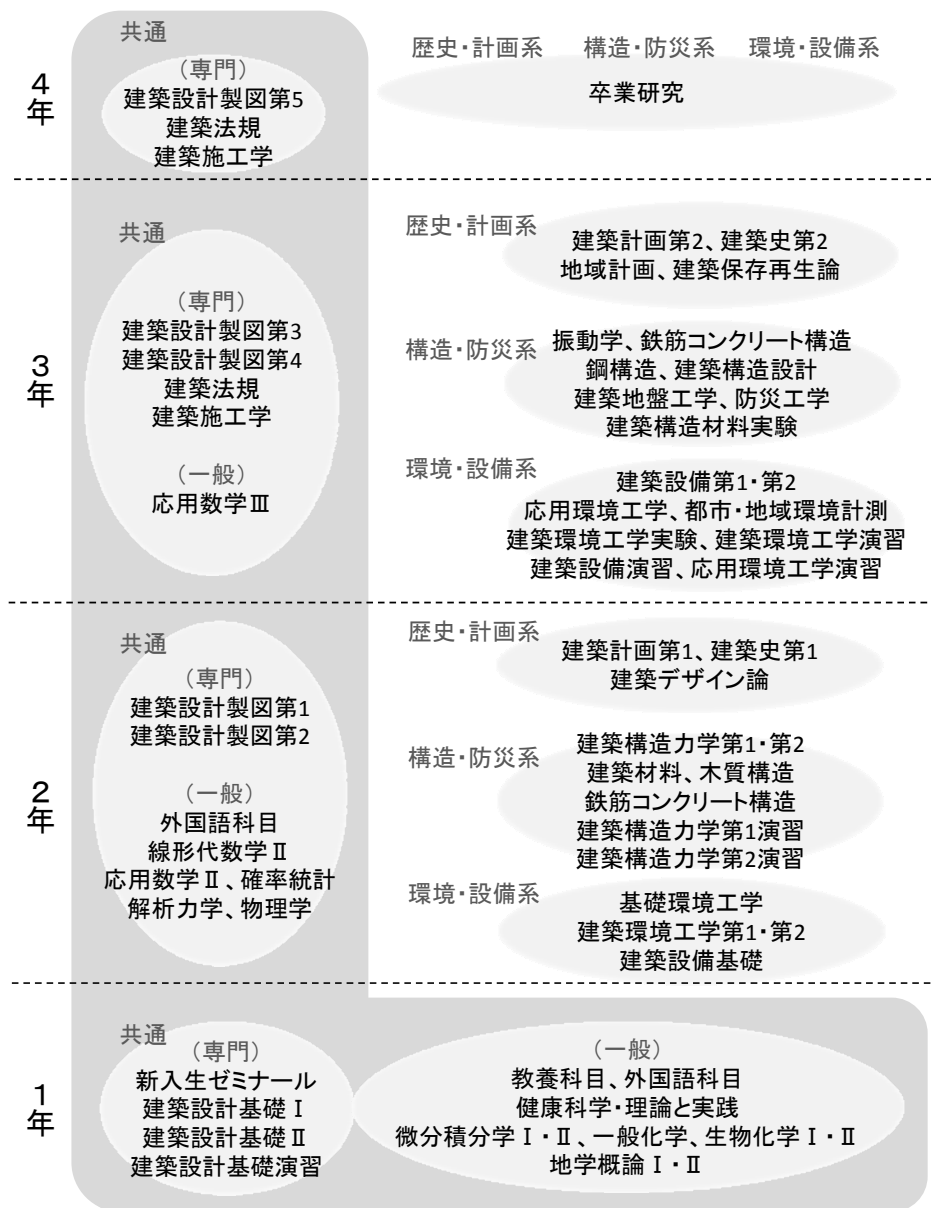 4年
共通
(専門)
建築設計製図第5
建築法規
建築施工学
歴史・計画系 構造・防災系 環境・設備系
卒業研究
3年
共通
(専門)
建築設計製図第3
建築設計製図第4
建築法規
建築施工学
(一般)
応用数学Ⅲ
歴史・計画系
建築計画第2、建築史第2
地域計画、建築保存再生論
構造・防災系
振動学、鉄筋コンクリート構造
鋼構造、建築構造設計
建築地盤工学、防災工学
建築構造材料実験
環境・設備系
建築設備第1・第2
応用環境工学、都市・地域環境計測
建築環境工学実験、建築環境工学演習
建築設備演習、応用環境工学演習
2年
共通
(専門)
建築設計製図第1
建築設計製図第2
(一般)
外国語科目
線形代数学Ⅱ
応用数学Ⅱ、確率統計
解析力学、物理学
歴史・計画系
建築計画第1、建築史第1
建築デザイン論
構造・防災系
建築構造力学第1・第2
建築材料、木質構造
鉄筋コンクリート構造
建築構造力学第1演習
建築構造力学第2演習
環境・設備系
基礎環境工学
建築環境工学第1・第2
建築設備基礎
1年
共通
(専門)
新入生ゼミナール
建築設計基礎Ⅰ
建築設計基礎Ⅱ
建築設計基礎演習
(一般)
教養科目、外国語科目
健康科学・理論と実践
微分積分学Ⅰ・Ⅱ、一般化学、生物化学Ⅰ・Ⅱ
地学概論Ⅰ・Ⅱ